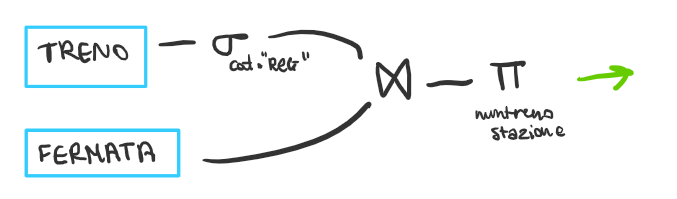 TRENO
σ
cat="REG"
⋈
π
numtreno
stazione
FERMATA